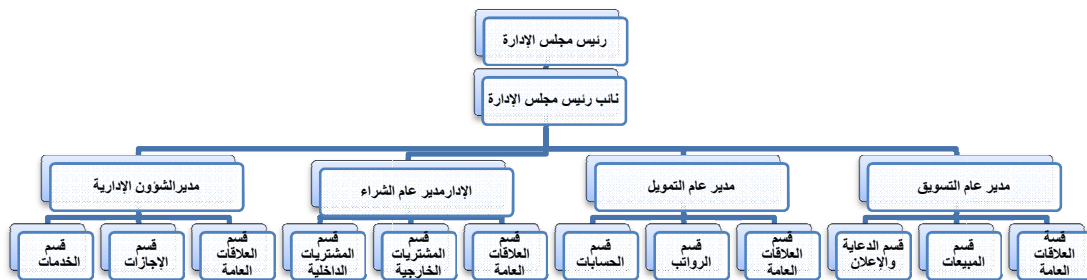 رئيس مجلس الإدارة
نائب رئيس مجلس الإدارة
مدير عام التسويق
مدير عام التمويل
الإدارمدير عام الشراء
مديرالشؤون الإدارية
قسة
العلاقات
العامة
قسم
المبيعات
قسم الدعاية
والإعلان
قسم
العلاقات
العامة
قسم
الرواتب
قسم
الحسابات
قسم
العلاقات
العامة
قسم
المشتريات
الخارجية
قسم
المشتريات
الداخلية
قسم
العلاقات
العامة
قسم
الإجازات
قسم
الخدمات